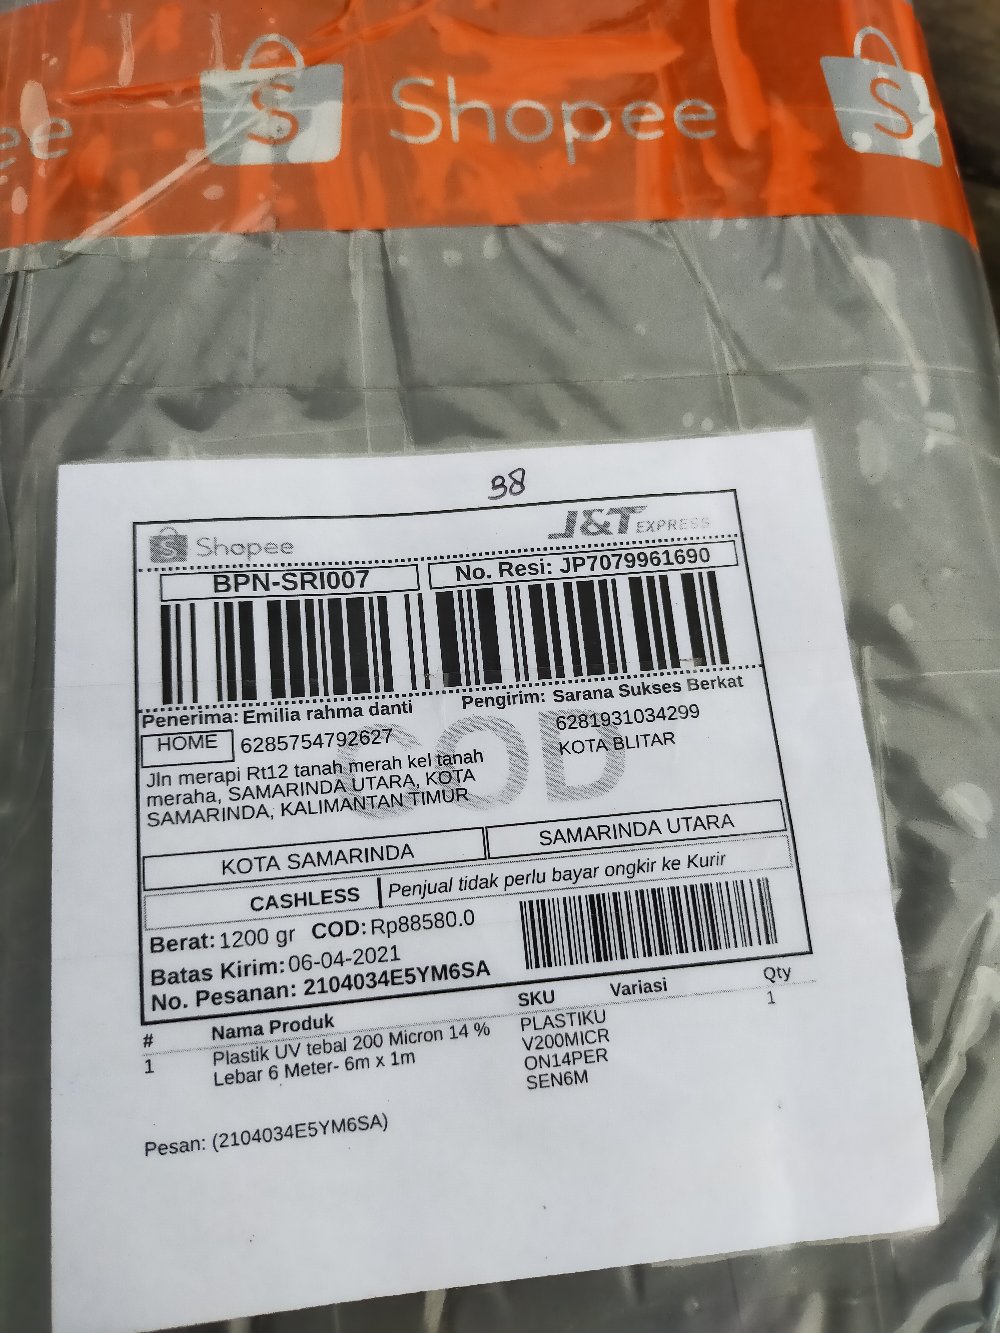 ee
Shopee
38
Shopee
J&T EXPRESS
BPN-SRI007
No. Resi: JP7079961690
Penerima: Emilia rahma danti
Pengirim: Sarana Sukses Berkat
HOME
6285754792627
6281931034299
KOTA BLITAR
COD
Jln merapi Rt12 tanah merah kel tanah
meraha, SAMARINDA UTARA, KOTA
SAMARINDA, KALIMANTAN TIMUR
KOTA SAMARINDA
SAMARINDA UTARA
CASHLESS
Penjual tidak perlu bayar ongkir ke Kurir
Berat: 1200 gr COD: Rp88580.0
Batas Kirim: 06-04-2021
No. Pesanan: 2104034E5YM6SA
# Nama Produk SKU Variasi Qty
1 Plastik UV tebal 200 Micron 14 % PLASTIKU 1
Lebar 6 Meter- 6m x 1m V200MICR
ON14PER
SEN6M
Pesan: (2104034E5YM6SA)